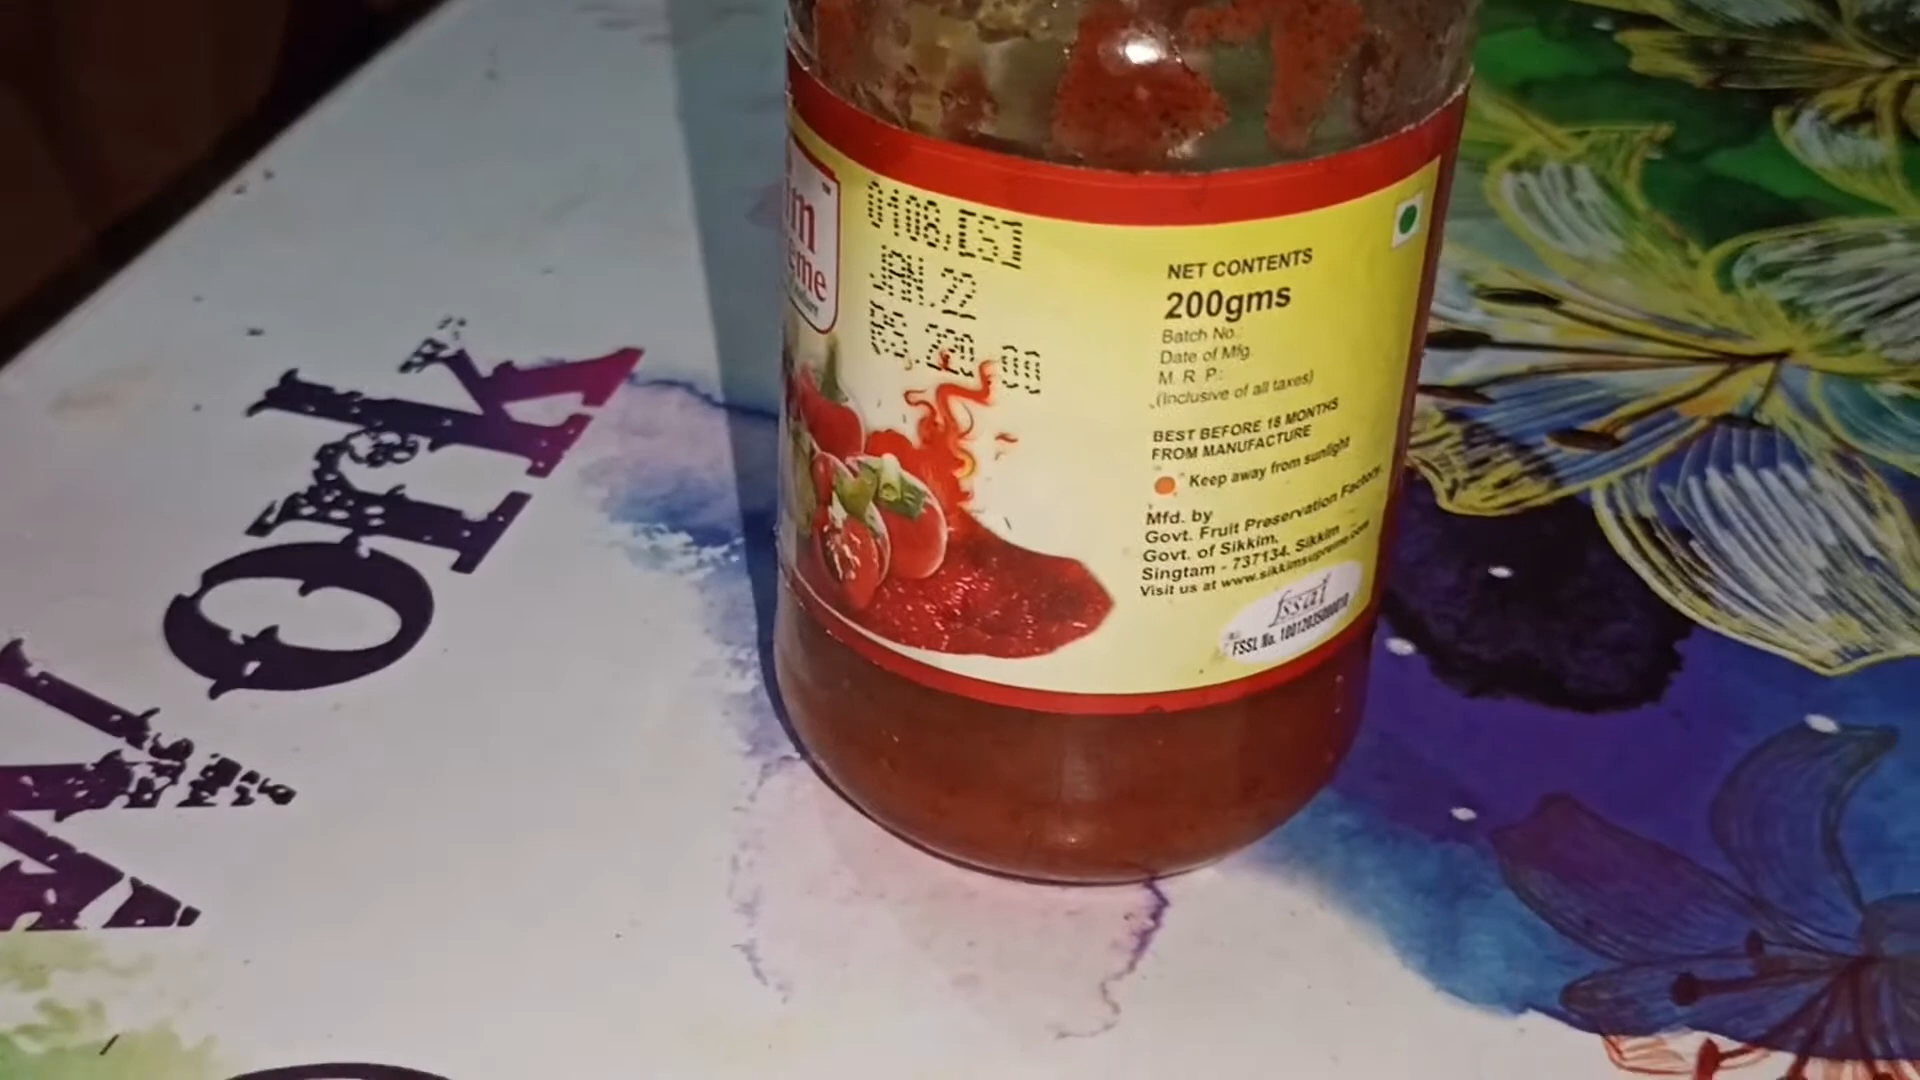 0108,EST
JAN.22
RS.220.00
NET CONTENTS
200gms
Batch No.:
Date of Mfg.
M. R. P.:
(Inclusive of all taxes)
BEST BEFORE 18 MONTHS
FROM MANUFACTURE
Keep away from sunlight
Mfd. by
Govt. Fruit Preservation Factory,
Govt. of Sikkim,
Singtam - 737134, Sikkim
Visit us at www.sikkimsupreme.com
fssai
Work